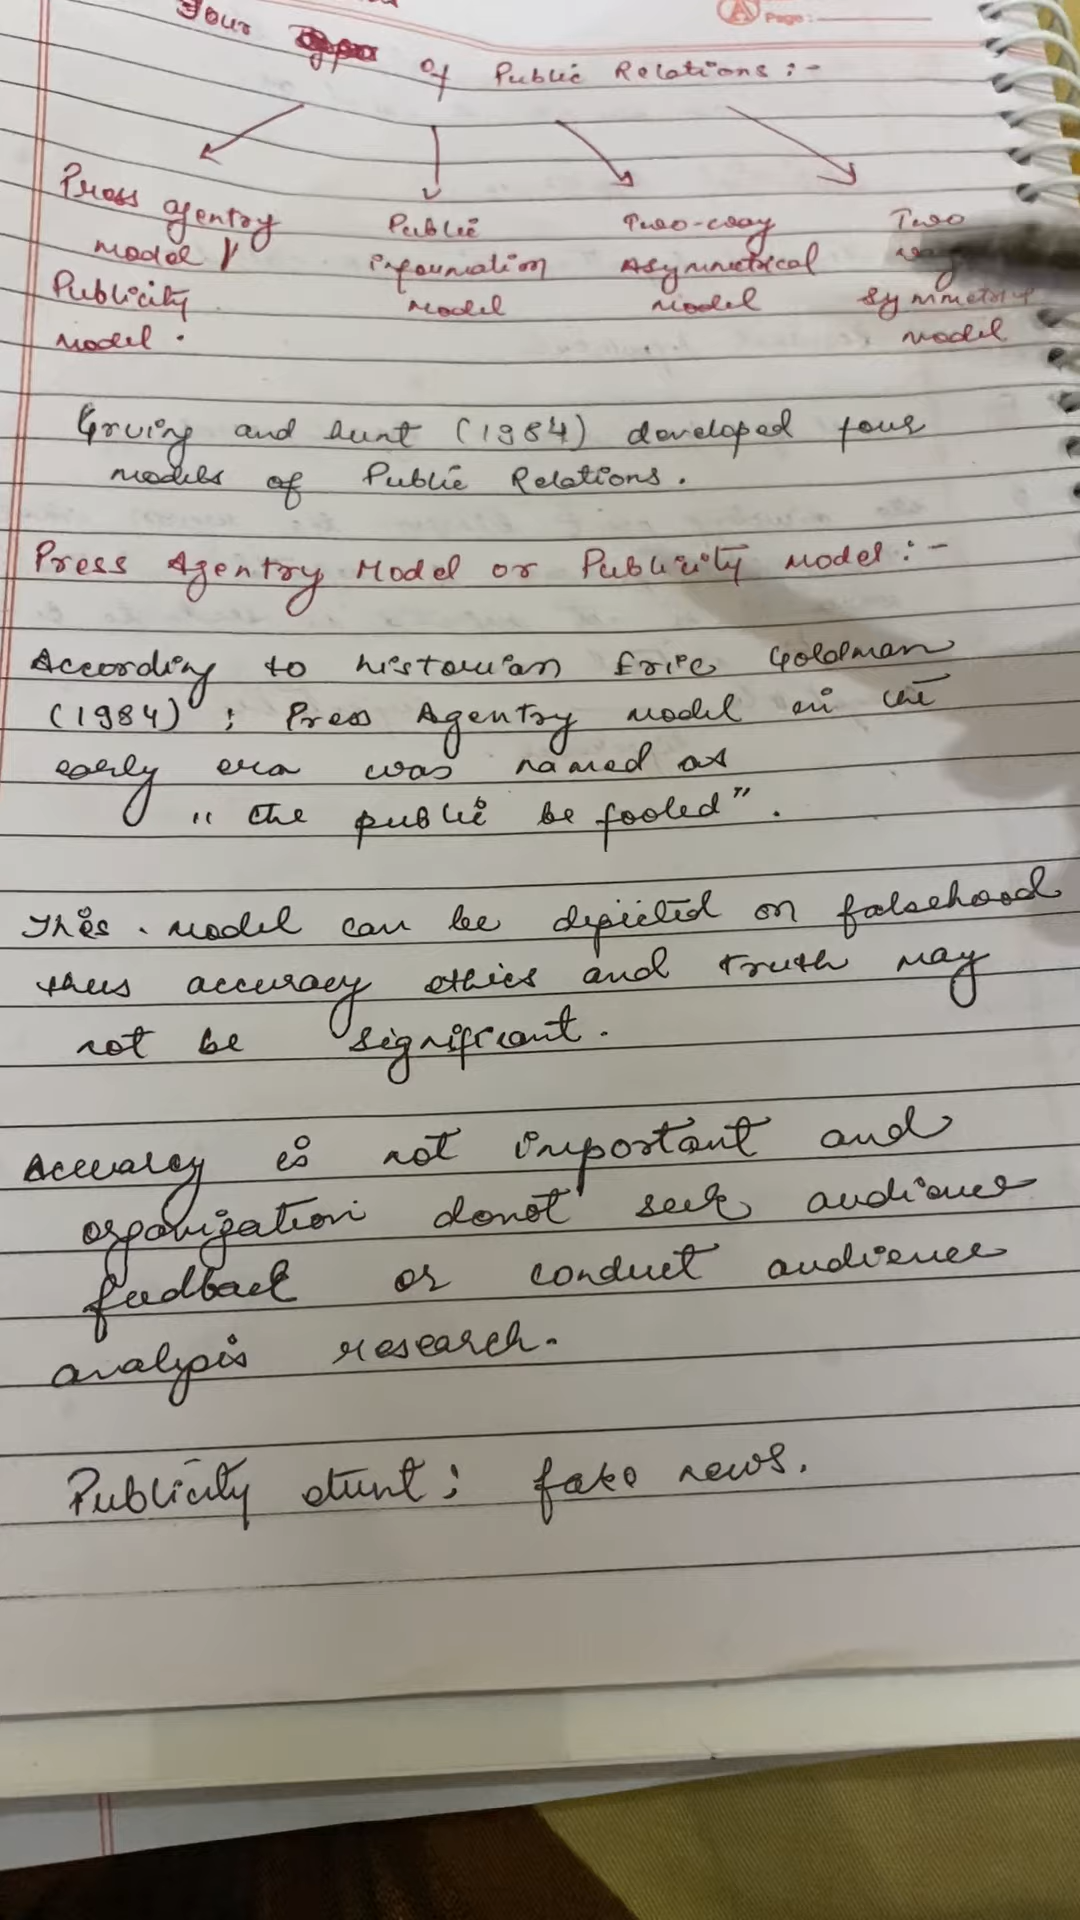 Page:
Four of Public Relations :-
Press agentry model / Publicity model.
Public information model
Two-way Asymmetrical model
Two way symmetrical model
Gruing and hunt (1984) developed four
models of Public Relations.
Press Agentry Model or Publicity model :-
According to historian Eric Goldman
(1984) ; Press Agentry model in the
early era was named as
" the public be fooled".
This . model can be depicted on falsehood
thus accuracy ethics and truth may
not be significant.
Accuracy is not important and
organization donot seek audience
feedback or conduct audience
analysis research.
Publicity stunt ; fake news.